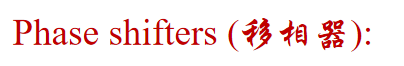 Phase shifters (移相器):